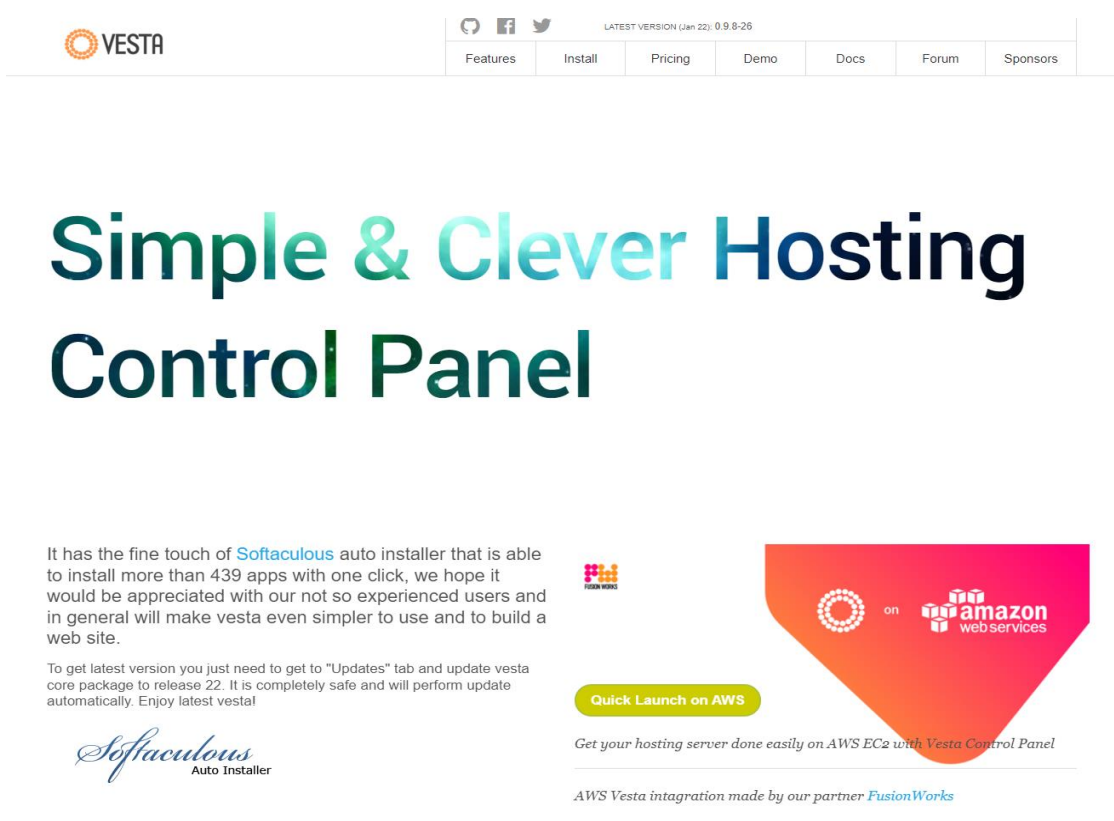 VESTA
LATEST VERSION (Jan 22): 0.9.8-26
Features Install Pricing Demo Docs Forum Sponsors
Simple & Clever Hosting
Control Panel
It has the fine touch of Softaculous auto installer that is able
to install more than 439 apps with one click, we hope it
would be appreciated with our not so experienced users and
in general will make vesta even simpler to use and to build a
web site.
To get latest version you just need to get to "Updates" tab and update vesta
core package to release 22. It is completely safe and will perform update
automatically. Enjoy latest vesta!
Softaculous
Auto Installer
FUSION WORKS
on
amazon
webservices
Quick Launch on AWS
Get your hosting server done easily on AWS EC2 with Vesta Control Panel
AWS Vesta intagration made by our partner FusionWorks